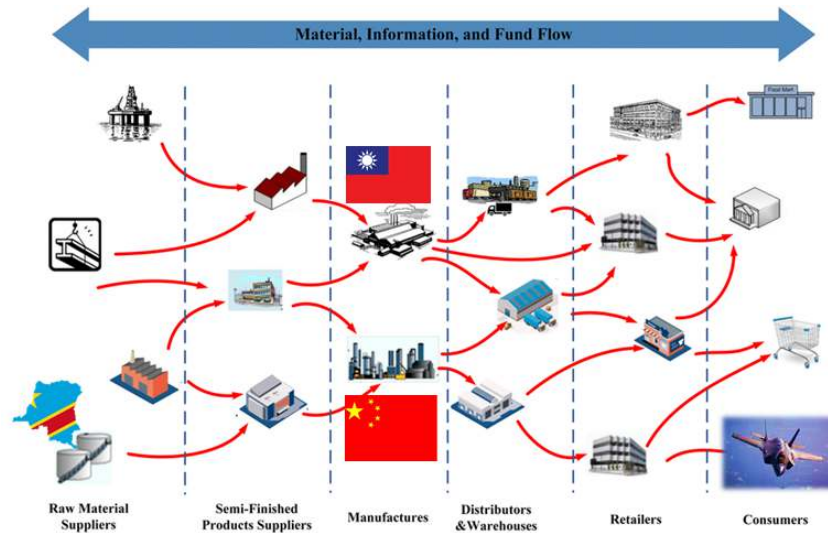 Material, Information, and Fund Flow
Food Mart
Raw Material
Suppliers
Semi-Finished
Products Suppliers
Manufactures
Distributors
&Warehouses
Retailers
Consumers